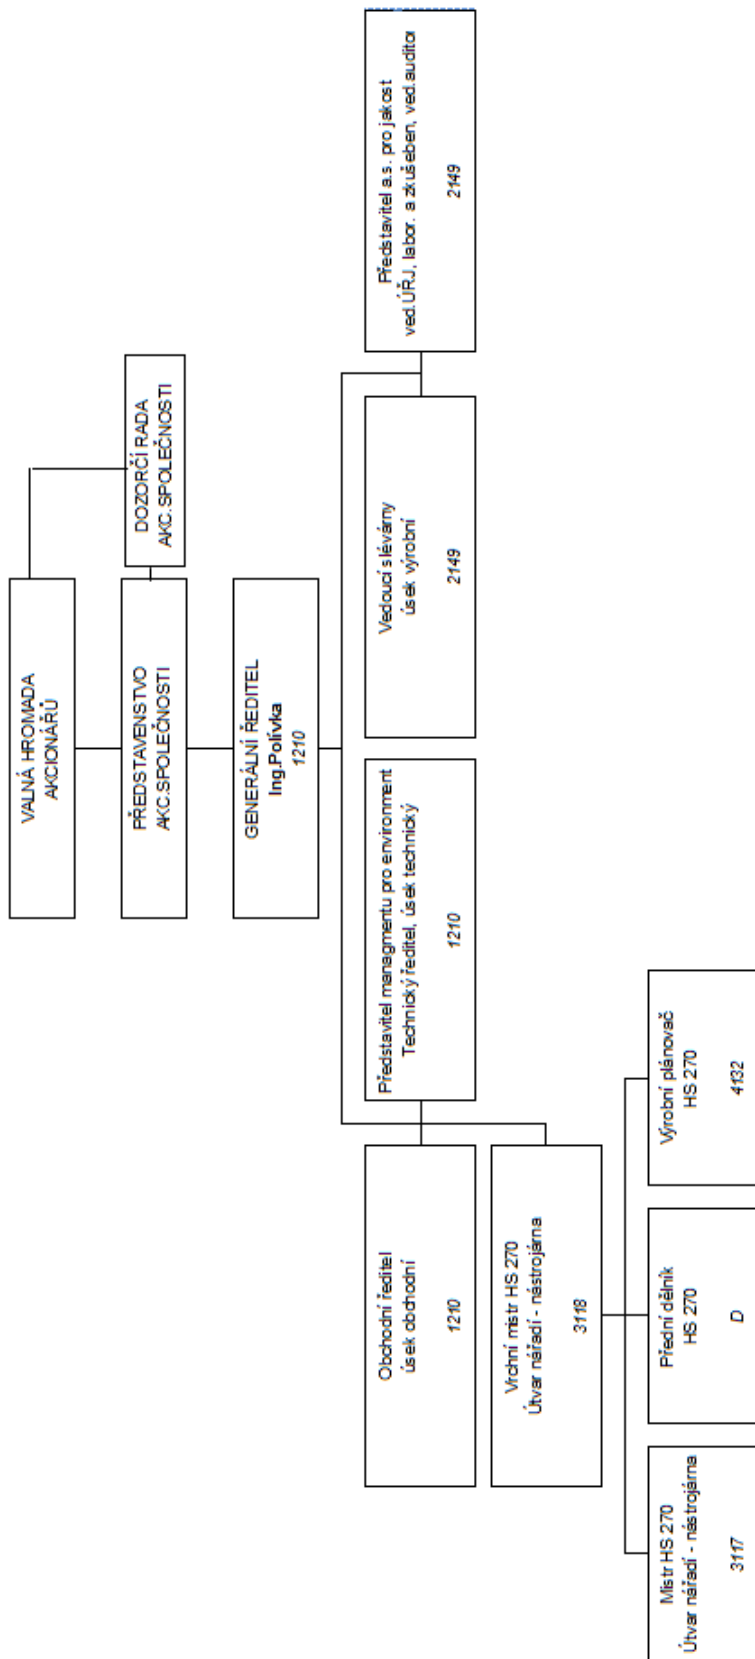 VALNÁ HROMADA
AKCIONÁŘŮ
DOZORČÍ RADA
AKC.SPOLEČNOSTI
PŘEDSTAVENSTVO
AKC.SPOLEČNOSTI
GENERÁLNÍ ŘEDITEL
Ing.Polívka
1210
Obchodní ředitel
úsek obchodní
1210
Představitel managmentu pro environment
Technický ředitel, úsek technický
1210
Vedoucí slévárny
úsek výrobní
2149
Představitel a.s. pro jakost
ved.ÚŘJ, labor. a zkušeben, ved.auditor
2149
Vrchní mistr HS 270
Útvar nářadí - nástrojárna
3118
Mistr HS 270
Útvar nářadí - nástrojárna
3117
Přední dělník
HS 270
D
Výrobní plánovač
HS 270
4132